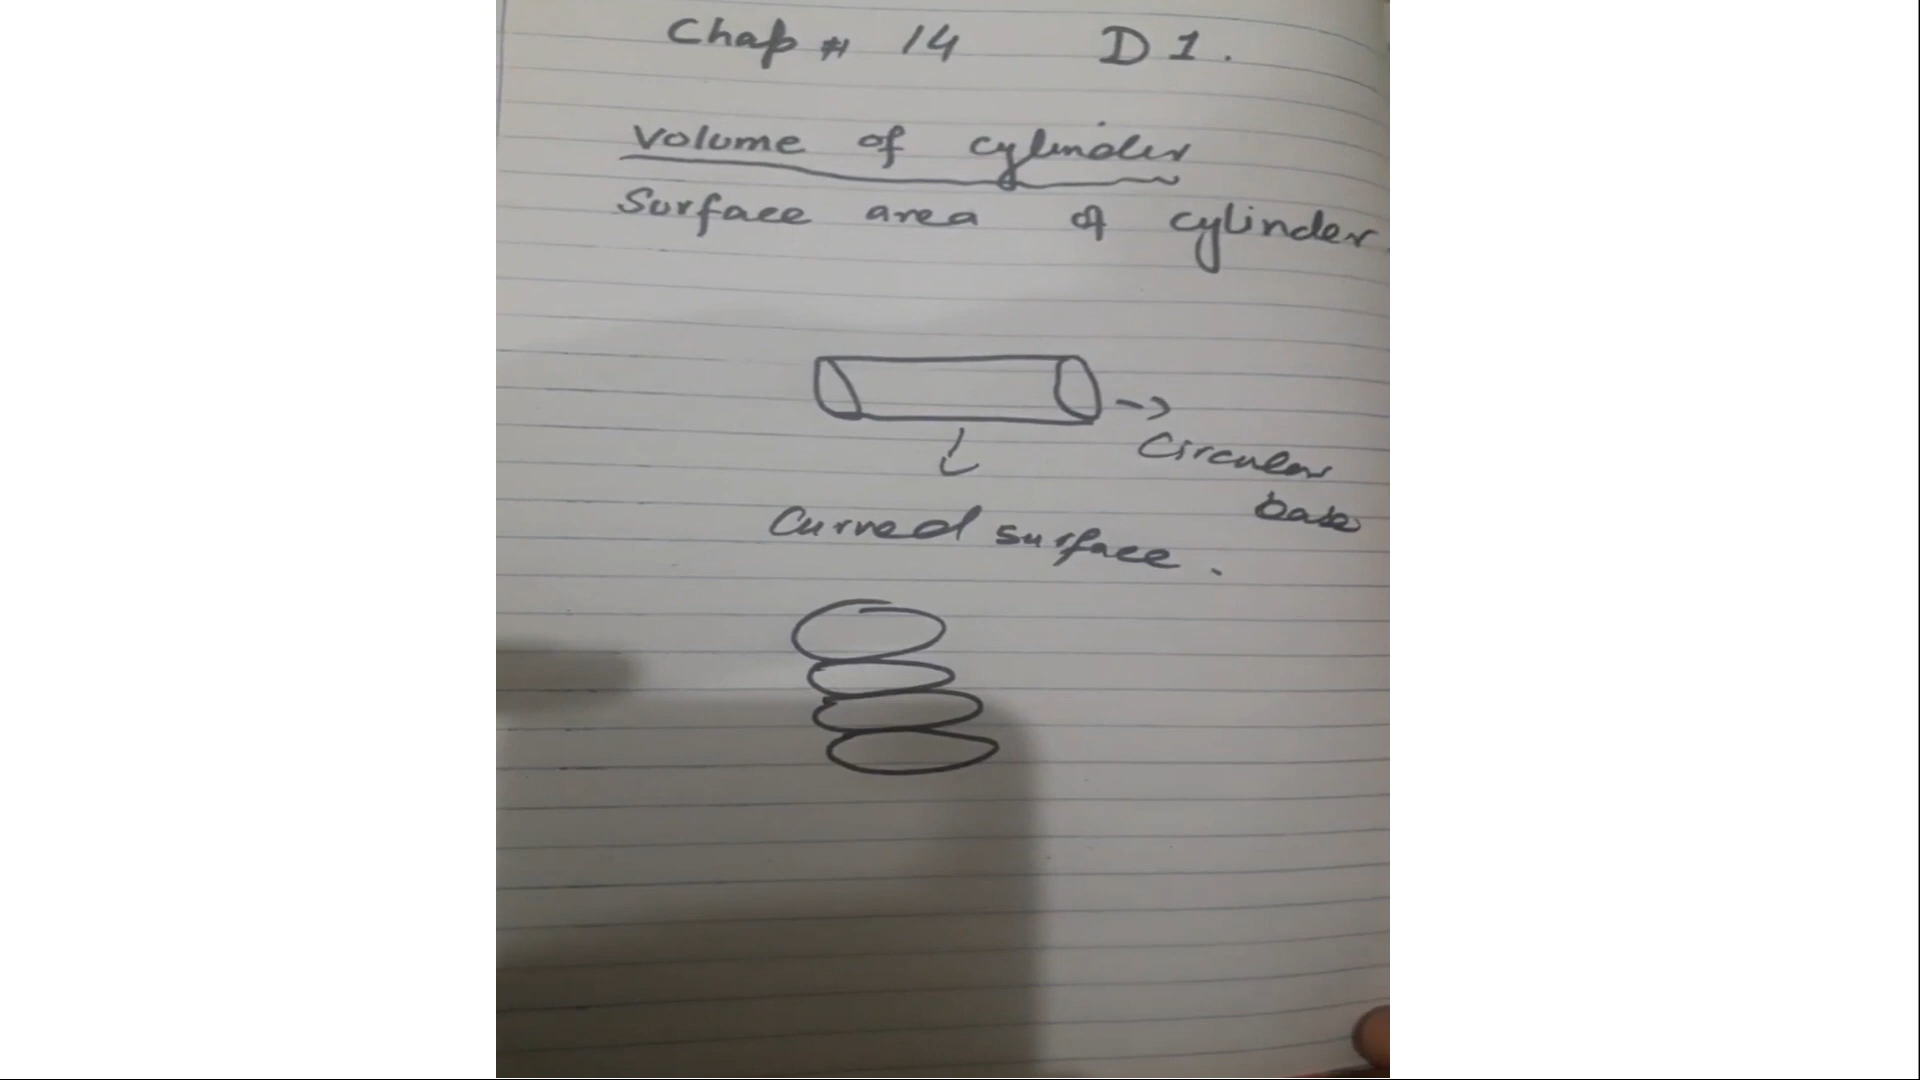 Chap # 14 D 1.
Volume of cylinder
Surface area of cylinder
Circular
base
Curved surface.